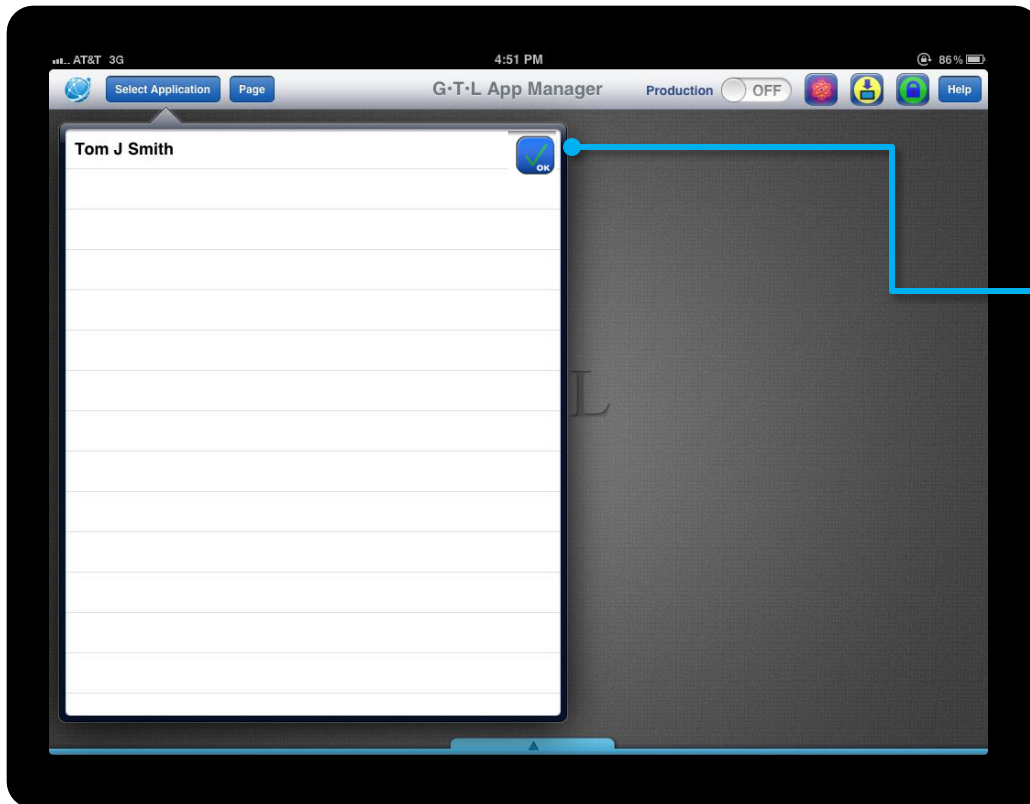 AT&T 3G 4:51 PM 86%
Select Application Page G·T·L App Manager Production OFF Help
Tom J Smith
OK
L